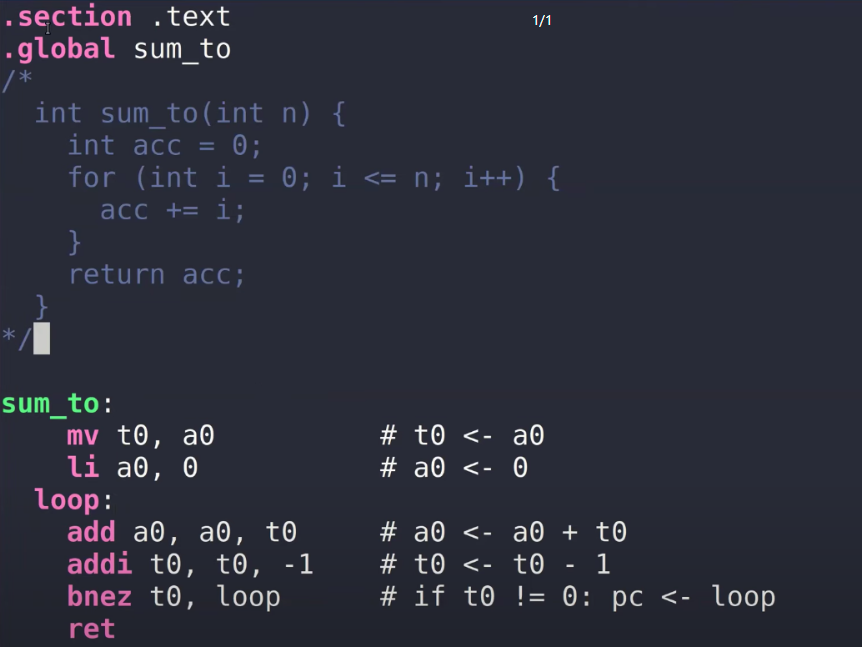 .section .text
1/1
.global sum_to
/*
  int sum_to(int n) {
    int acc = 0;
    for (int i = 0; i <= n; i++) {
      acc += i;
    }
    return acc;
  }
*/
sum_to:
    mv t0, a0          # t0 <- a0
    li a0, 0           # a0 <- 0
  loop:
    add a0, a0, t0     # a0 <- a0 + t0
    addi t0, t0, -1    # t0 <- t0 - 1
    bnez t0, loop      # if t0 != 0: pc <- loop
    ret